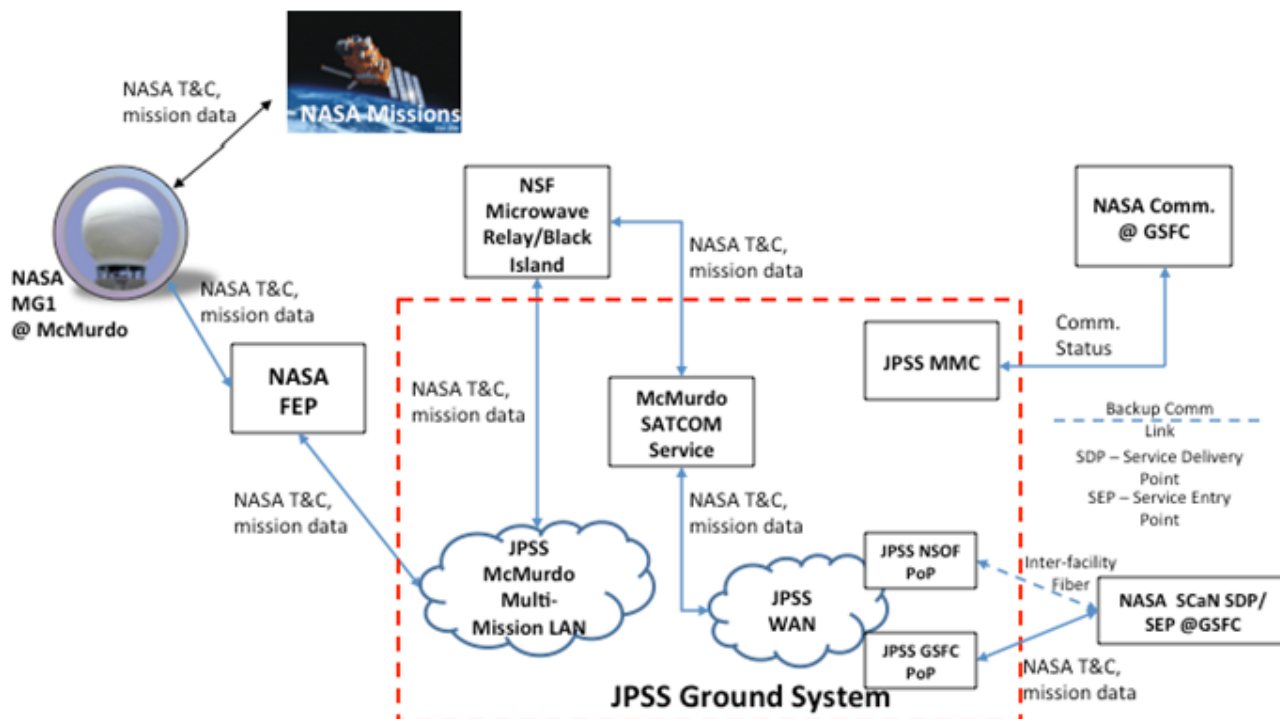 NASA T&C,
mission data
NASA Missions
NASA
MG1
@ McMurdo
NASA T&C,
mission data
NASA
FEP
NASA T&C,
mission data
NSF
Microwave
Relay/Black
Island
NASA T&C,
mission data
NASA T&C,
mission data
McMurdo
SATCOM
Service
NASA T&C,
mission data
JPSS
McMurdo
Multi-
Mission LAN
JPSS
WAN
JPSS MMC
JPSS NSOF
PoP
JPSS GSFC
PoP
JPSS Ground System
NASA Comm.
@ GSFC
Comm.
Status
Backup Comm
Link
SDP – Service Delivery
Point
SEP – Service Entry
Point
Inter-facility
Fiber
NASA SCaN SDP/
SEP @GSFC
NASA T&C,
mission data